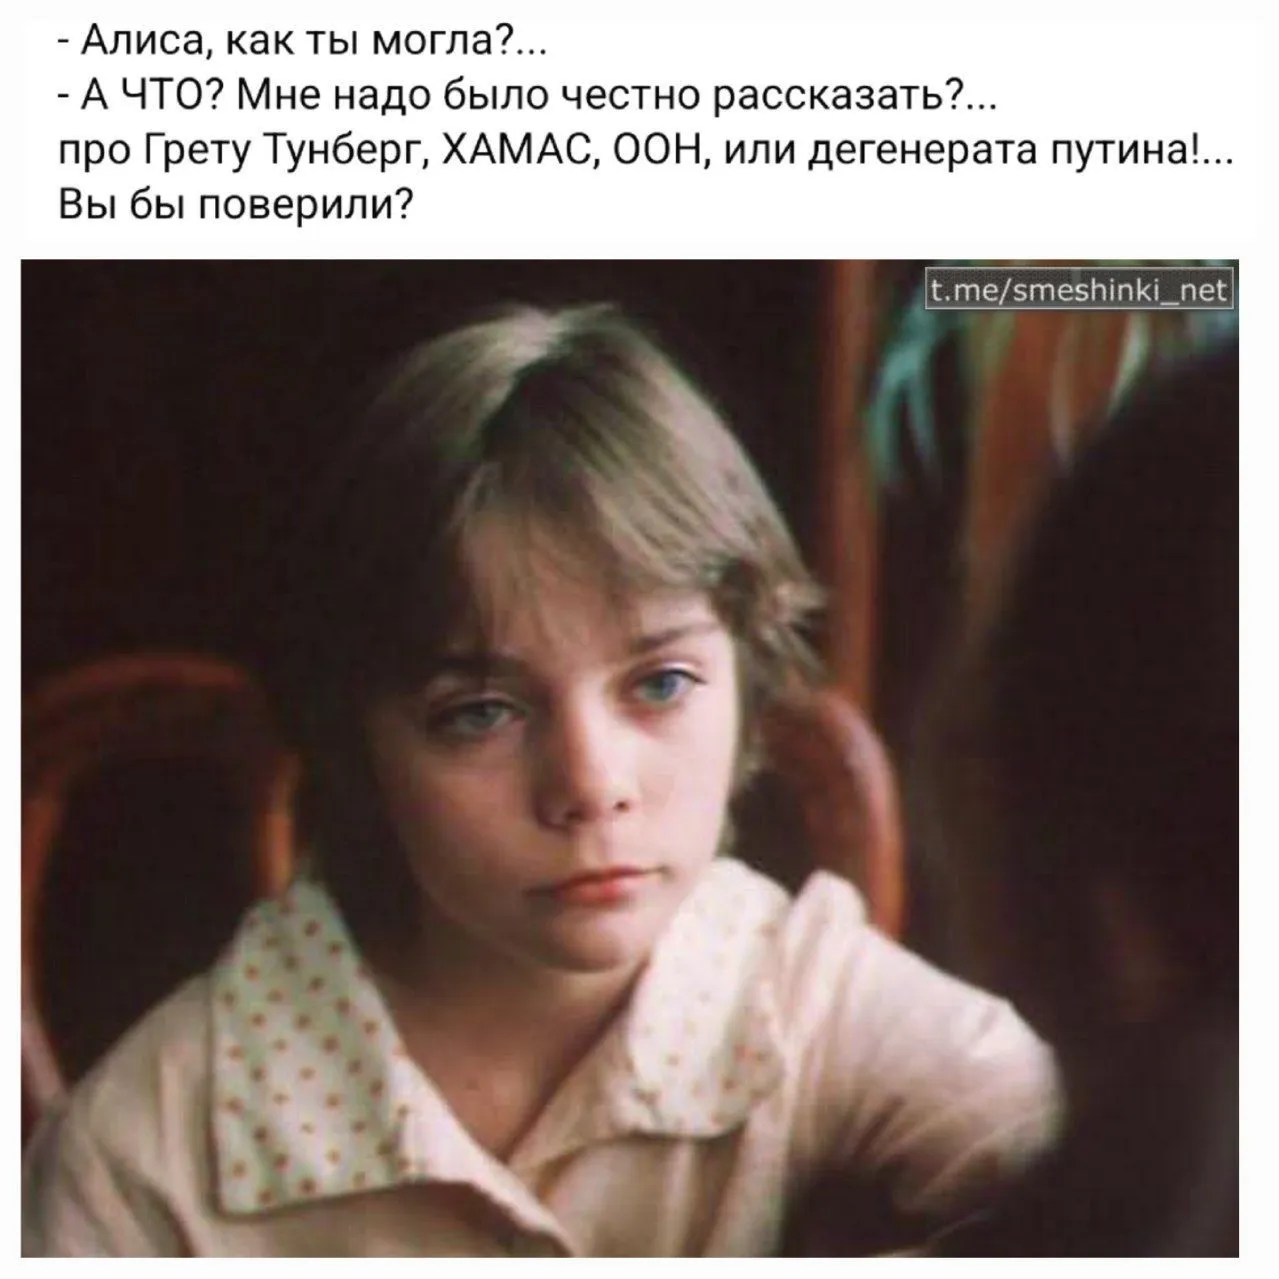 - Алиса, как ты могла?...
- А ЧТО? Мне надо было честно рассказать?...
про Грету Тунберг, ХАМАС, ООН, или дегенерата путина!...
Вы бы поверили?
t.me/smeshinki_net